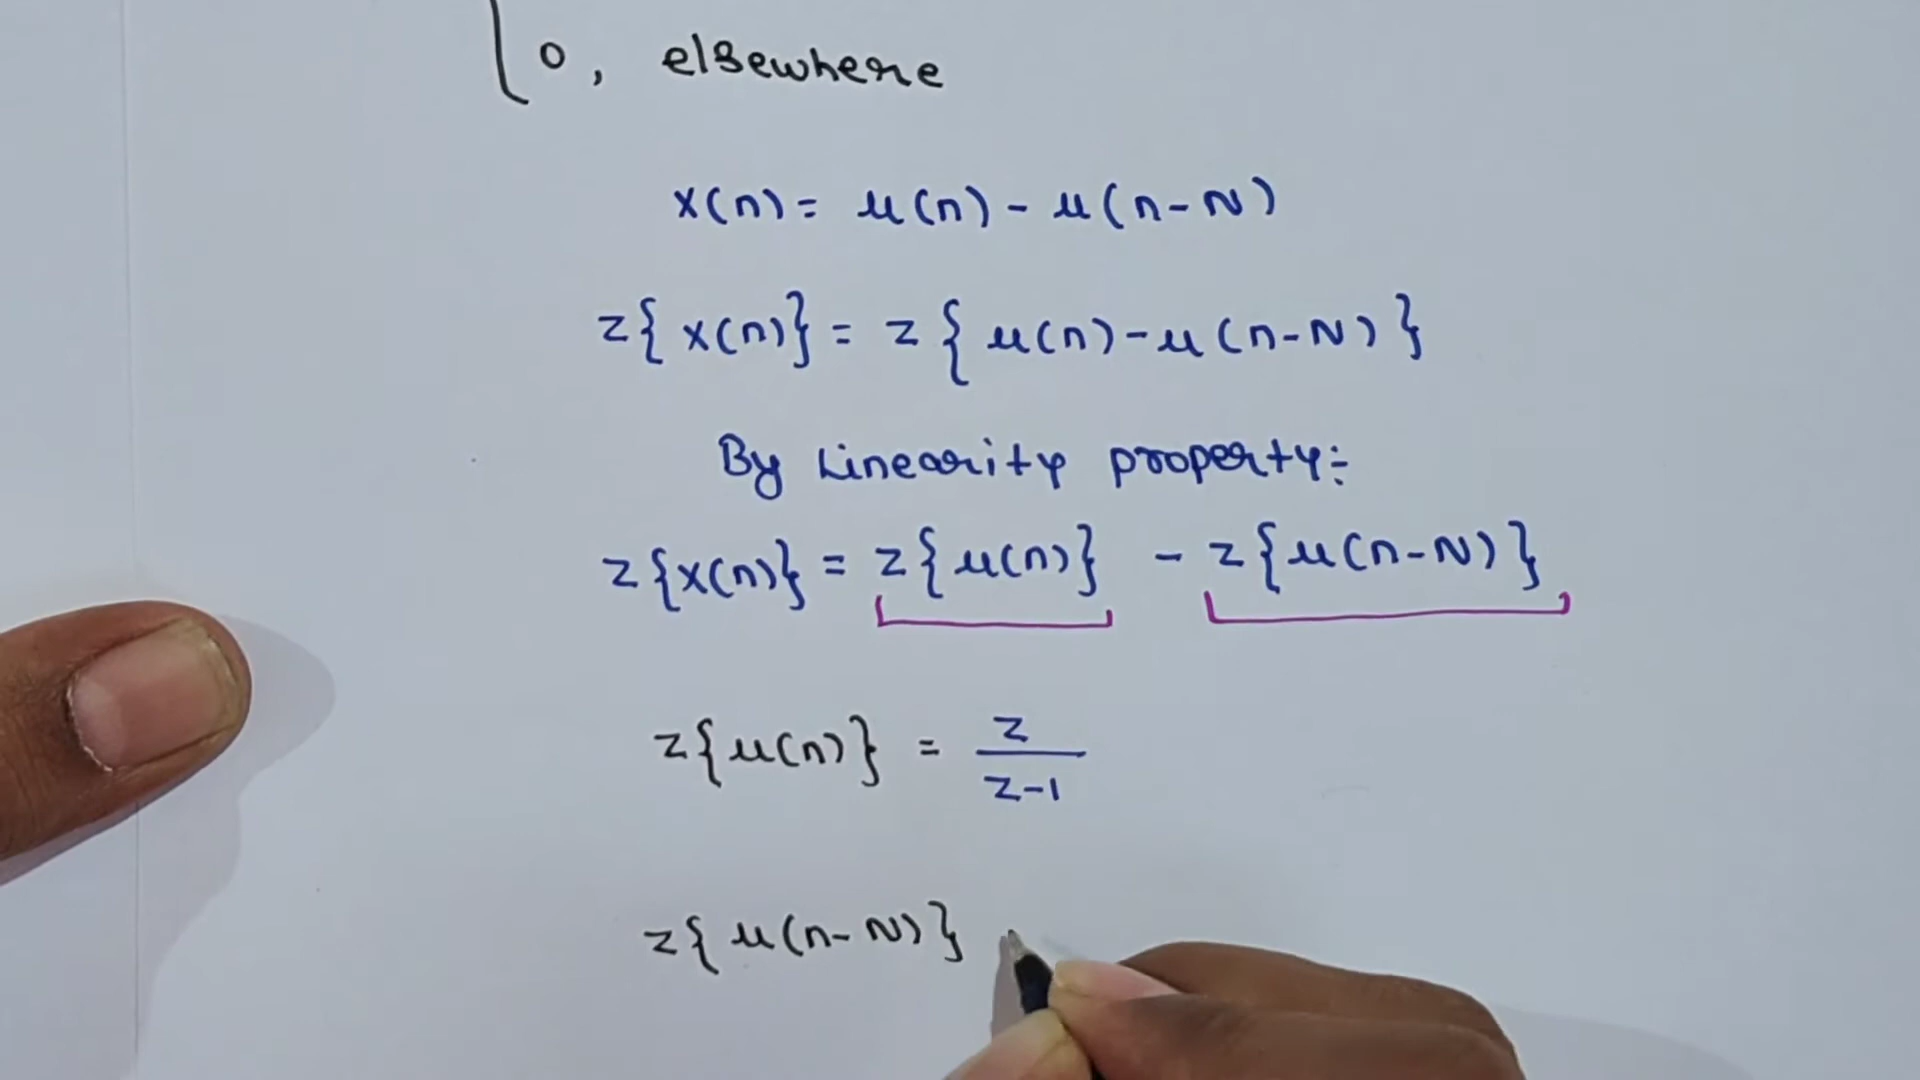 0, elsewhere
x(n) = u(n) - u(n-N)
z{x(n)} = z{u(n) - u(n-N)}
By Linearity property:
z{x(n)} = z{u(n)} - z{u(n-N)}
z{u(n)} = z/(z-1)
z{u(n-N)}